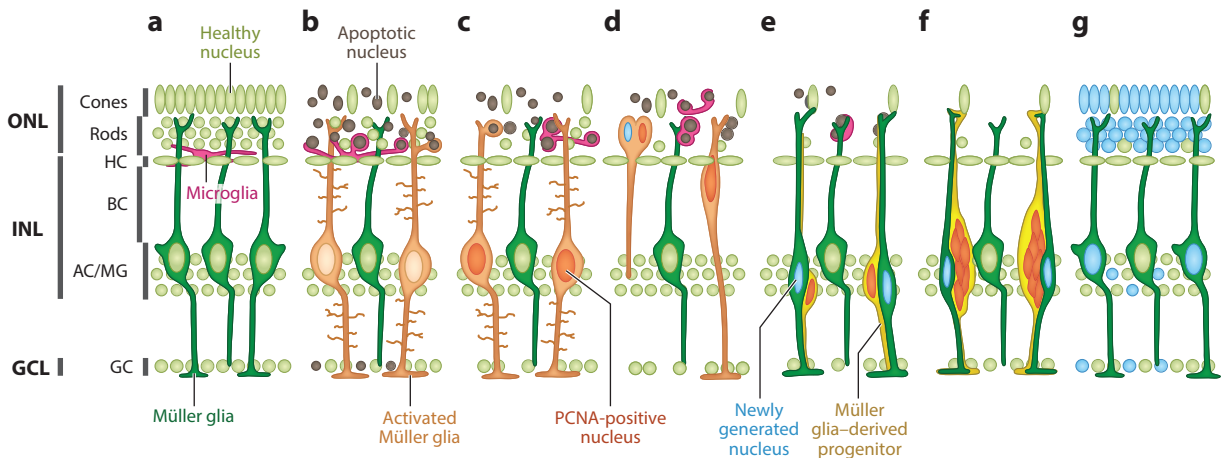 a b c d e f g
Healthy
nucleus
Apoptotic
nucleus
ONL
Cones
Rods
HC
Microglia
BC
INL
AC/MG
GCL
GC
Müller glia
Activated
Müller glia
PCNA-positive
nucleus
Newly
generated
nucleus
Müller
glia–derived
progenitor